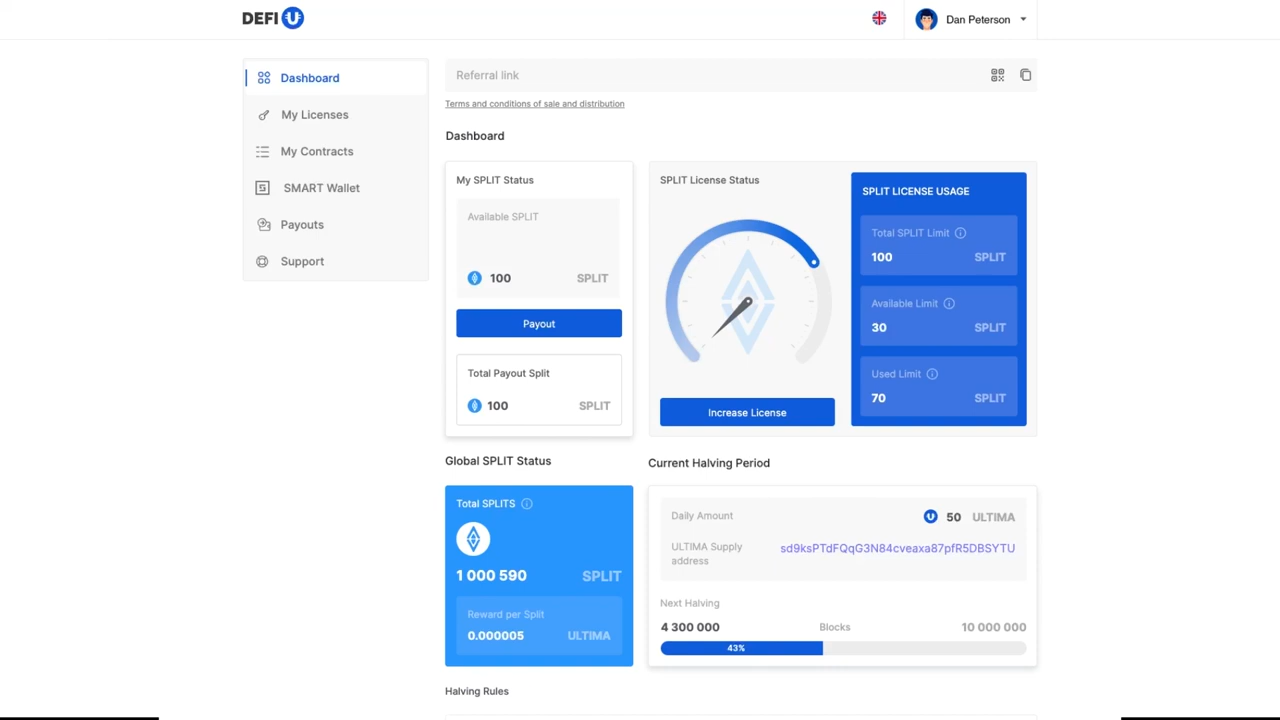 DEFI U
Dan Peterson
Dashboard
My Licenses
My Contracts
SMART Wallet
Payouts
Support
Referral link
Terms and conditions of sale and distribution
Dashboard
My SPLIT Status
Available SPLIT
100 SPLIT
Payout
Total Payout Split
100 SPLIT
SPLIT License Status
Increase License
SPLIT LICENSE USAGE
Total SPLIT Limit
100 SPLIT
Available Limit
30 SPLIT
Used Limit
70 SPLIT
Global SPLIT Status
Total SPLITS
1 000 590 SPLIT
Reward per Split
0.000005 ULTIMA
Current Halving Period
Daily Amount 50 ULTIMA
ULTIMA Supply
address
sd9ksPTdFQqG3N84cveaxa87pfR5DBSYTU
Next Halving
4 300 000 Blocks 10 000 000
43%
Halving Rules